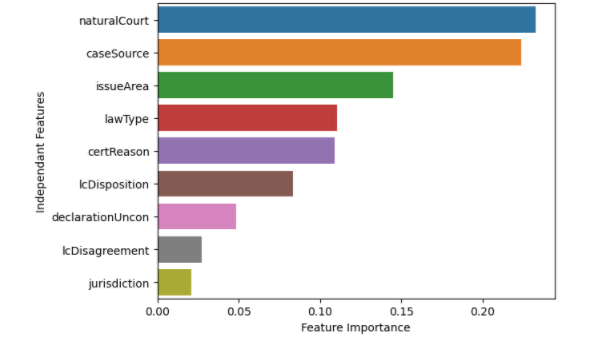 naturalCourt
caseSource
issueArea
lawType
certReason
lcDisposition
declarationUncon
lcDisagreement
jurisdiction
Independant Features
0.00 0.05 0.10 0.15 0.20
Feature Importance